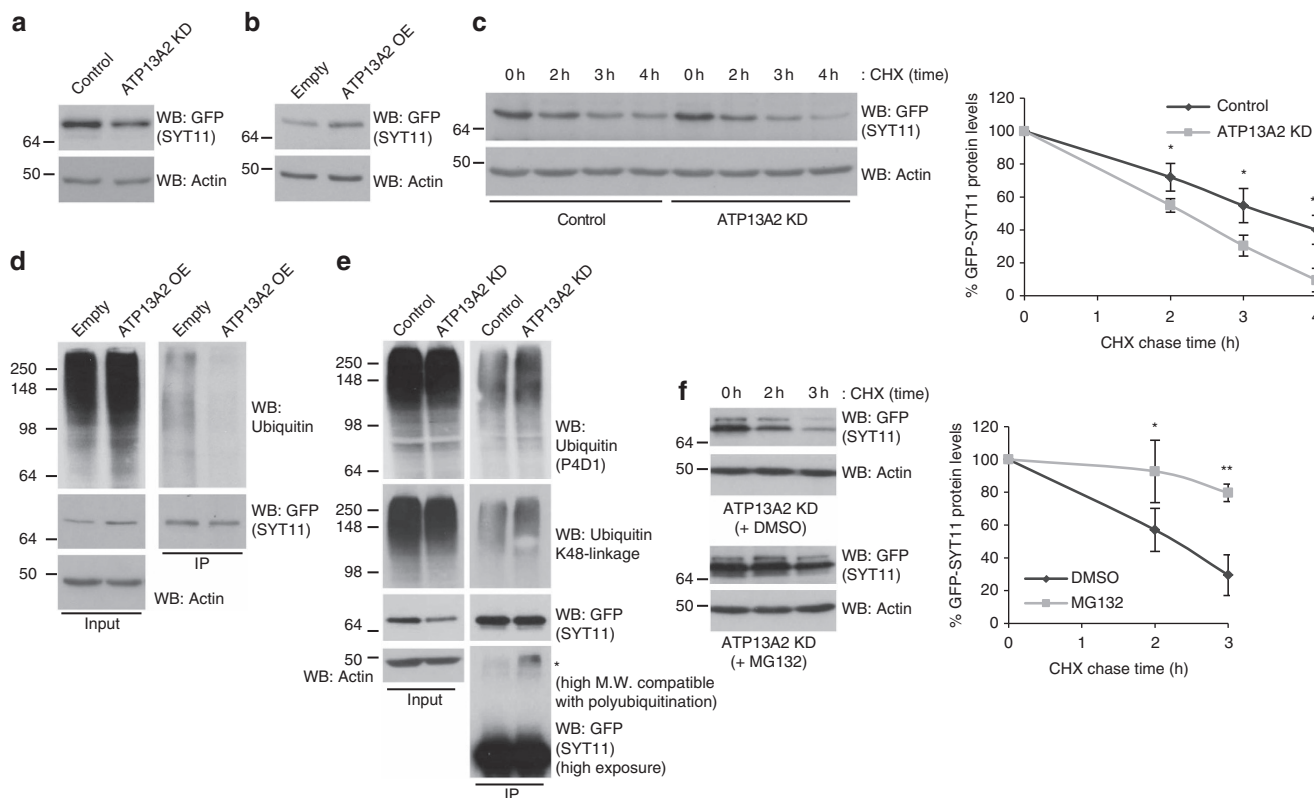 a
Control
ATP13A2 KD
WB: GFP
(SYT11)
64
50
WB: Actin
b
Empty
ATP13A2 OE
WB: GFP
(SYT11)
64
50
WB: Actin
c
0 h 2 h 3 h 4 h 0 h 2 h 3 h 4 h : CHX (time)
WB: GFP
(SYT11)
64
50
WB: Actin
Control ATP13A2 KD
% GFP-SYT11 protein levels
120
100
80
60
40
20
0
Control
ATP13A2 KD
*
*
*
0 1 2 3 4
CHX chase time (h)
d
Empty
ATP13A2 OE
Empty
ATP13A2 OE
250
148
98
64
WB:
Ubiquitin
64
WB: GFP
(SYT11)
IP
50
WB: Actin
Input
e
Control
ATP13A2 KD
Control
ATP13A2 KD
250
148
98
64
WB:
Ubiquitin
(P4D1)
250
148
98
WB: Ubiquitin
K48-linkage
64
WB: GFP
(SYT11)
50
WB: Actin
Input
*
(high M.W. compatible
with polyubiquitination)
WB: GFP
(SYT11)
(high exposure)
IP
f
0 h 2 h 3 h : CHX (time)
WB: GFP
(SYT11)
64
50
WB: Actin
ATP13A2 KD
(+ DMSO)
WB: GFP
(SYT11)
64
50
WB: Actin
ATP13A2 KD
(+ MG132)
% GFP-SYT11 protein levels
120
100
80
60
40
20
0
*
**
DMSO
MG132
0 1 2 3
CHX chase time (h)